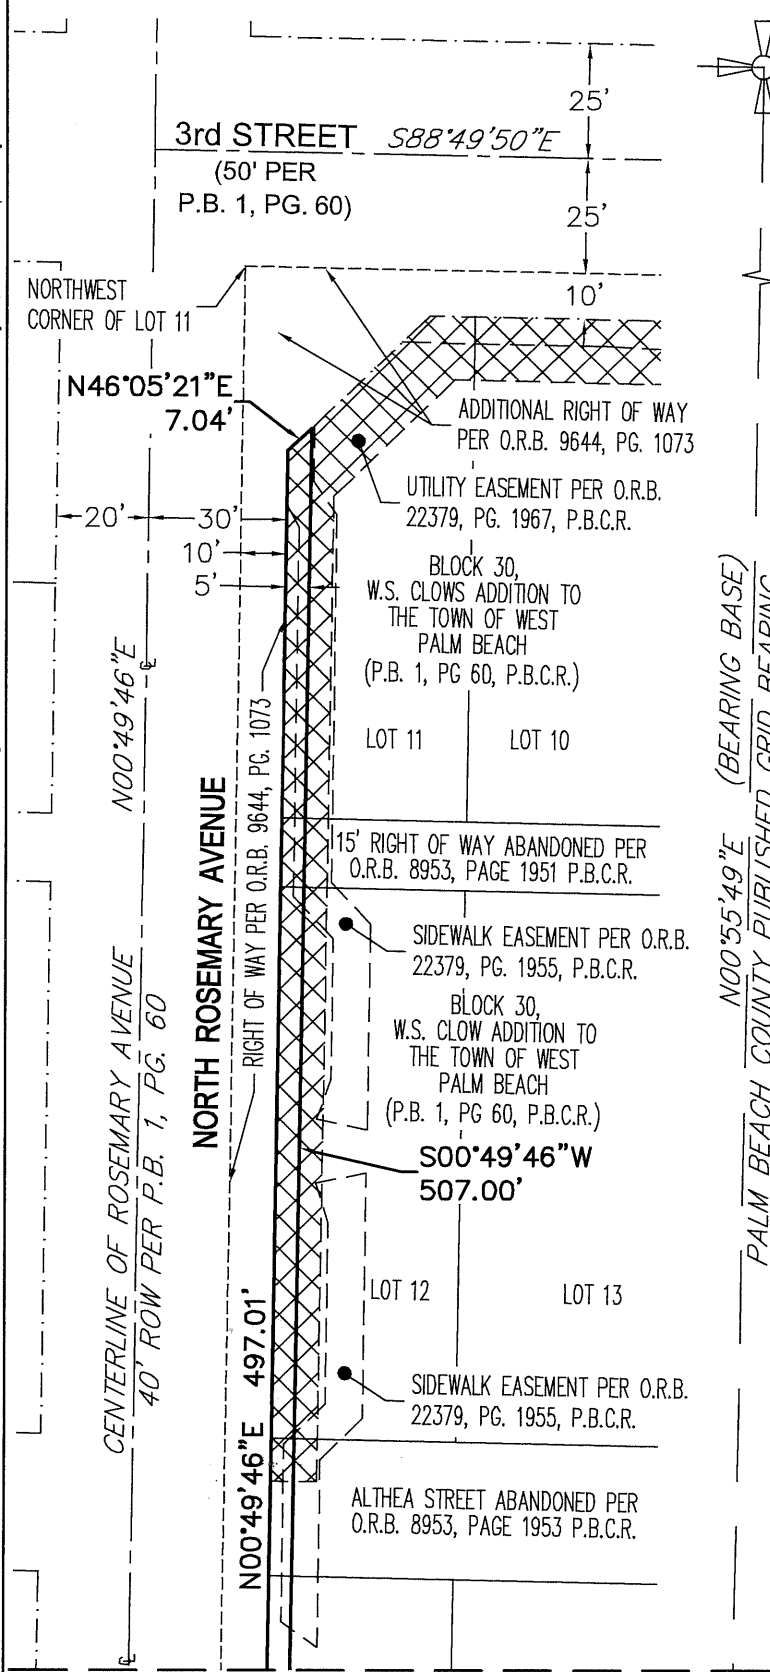 25'
3rd STREET S88°49'50"E
(50' PER
P.B. 1, PG. 60)
25'
NORTHWEST
CORNER OF LOT 11
10'
N46°05'21"E
7.04'
ADDITIONAL RIGHT OF WAY
PER O.R.B. 9644, PG. 1073
UTILITY EASEMENT PER O.R.B.
22379, PG. 1967, P.B.C.R.
20'
30'
10'
5'
BLOCK 30,
W.S. CLOWS ADDITION TO
THE TOWN OF WEST
PALM BEACH
(P.B. 1, PG 60, P.B.C.R.)
N00°49'46"E
LOT 11
LOT 10
NORTH ROSEMARY AVENUE
RIGHT OF WAY PER O.R.B. 9644, PG. 1073
15' RIGHT OF WAY ABANDONED PER
O.R.B. 8953, PAGE 1951 P.B.C.R.
SIDEWALK EASEMENT PER O.R.B.
22379, PG. 1955, P.B.C.R.
BLOCK 30,
W.S. CLOW ADDITION TO
THE TOWN OF WEST
PALM BEACH
(P.B. 1, PG 60, P.B.C.R.)
S00°49'46"W
507.00'
CENTERLINE OF ROSEMARY AVENUE
40' ROW PER P.B. 1, PG. 60
N00°49'46"E 497.01'
LOT 12
LOT 13
SIDEWALK EASEMENT PER O.R.B.
22379, PG. 1955, P.B.C.R.
ALTHEA STREET ABANDONED PER
O.R.B. 8953, PAGE 1953 P.B.C.R.
N00°55'49"E (BEARING BASE)
PALM BEACH COUNTY PUBLISHED GRID BEARING